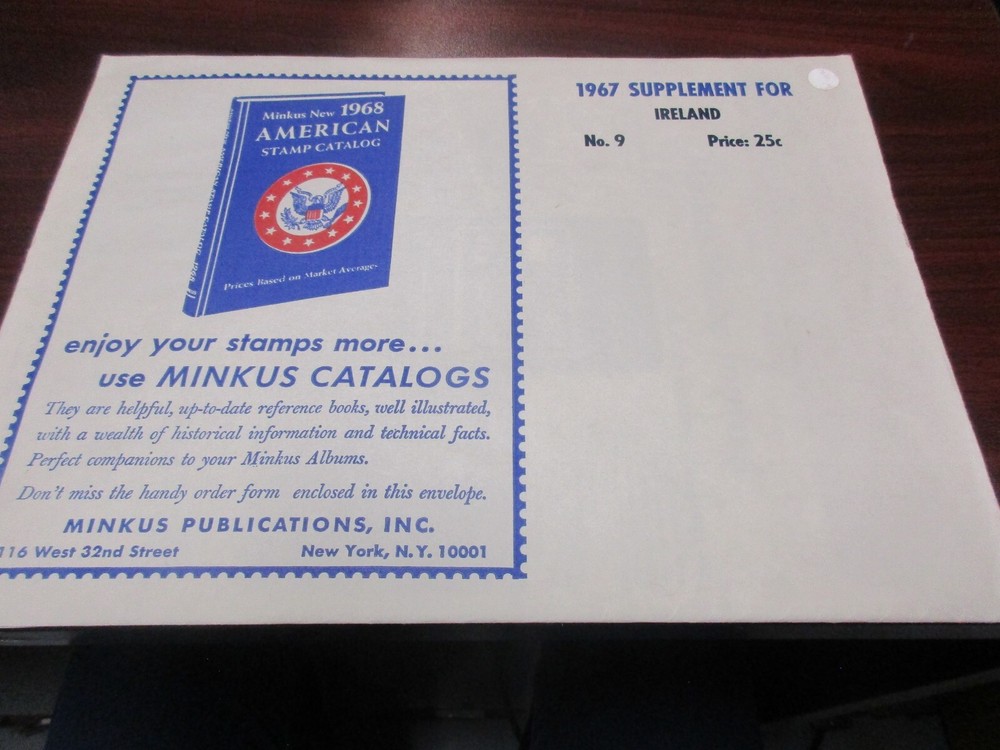 Minkus New 1968
AMERICAN
STAMP CATALOG
Prices Based on Market Averages
enjoy your stamps more...
use MINKUS CATALOGS
They are helpful, up-to-date reference books, well illustrated,
with a wealth of historical information and technical facts.
Perfect companions to your Minkus Albums.
Don't miss the handy order form enclosed in this envelope.
MINKUS PUBLICATIONS, INC.
116 West 32nd Street New York, N.Y. 10001
1967 SUPPLEMENT FOR
IRELAND
No. 9 Price: 25c